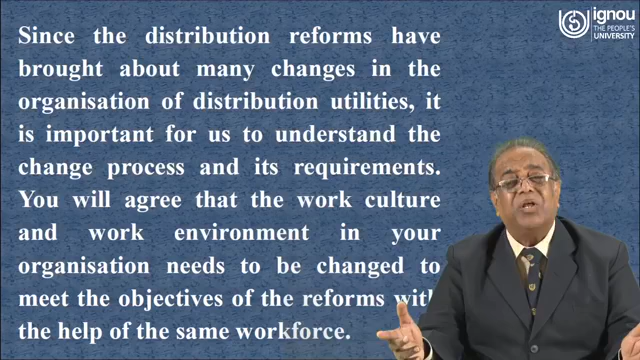 Since the distribution reforms have
brought about many changes in the
organisation of distribution utilities, it
is important for us to understand the
change process and its requirements.
You will agree that the work culture
and work environment in your
organisation needs to be changed to
meet the objectives of the reforms with
the help of the same workforce.
ignou
THE PEOPLE'S
UNIVERSITY